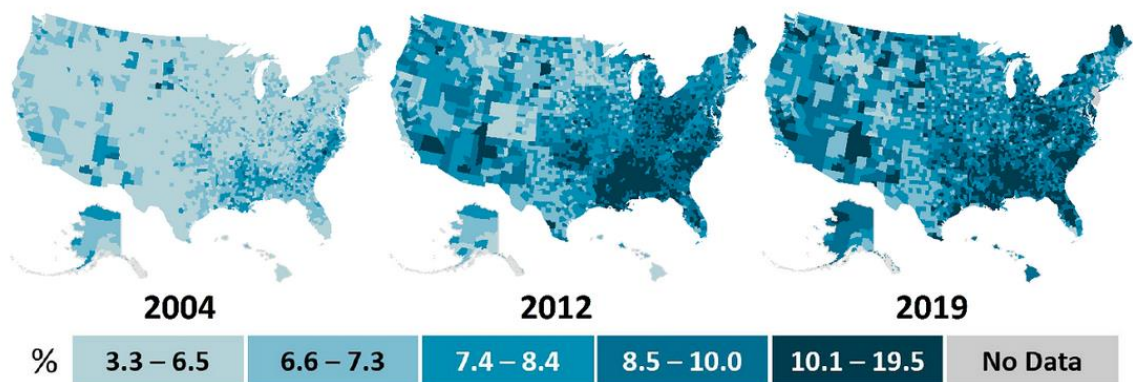 2004 2012 2019
% 3.3 – 6.5 6.6 – 7.3 7.4 – 8.4 8.5 – 10.0 10.1 – 19.5 No Data